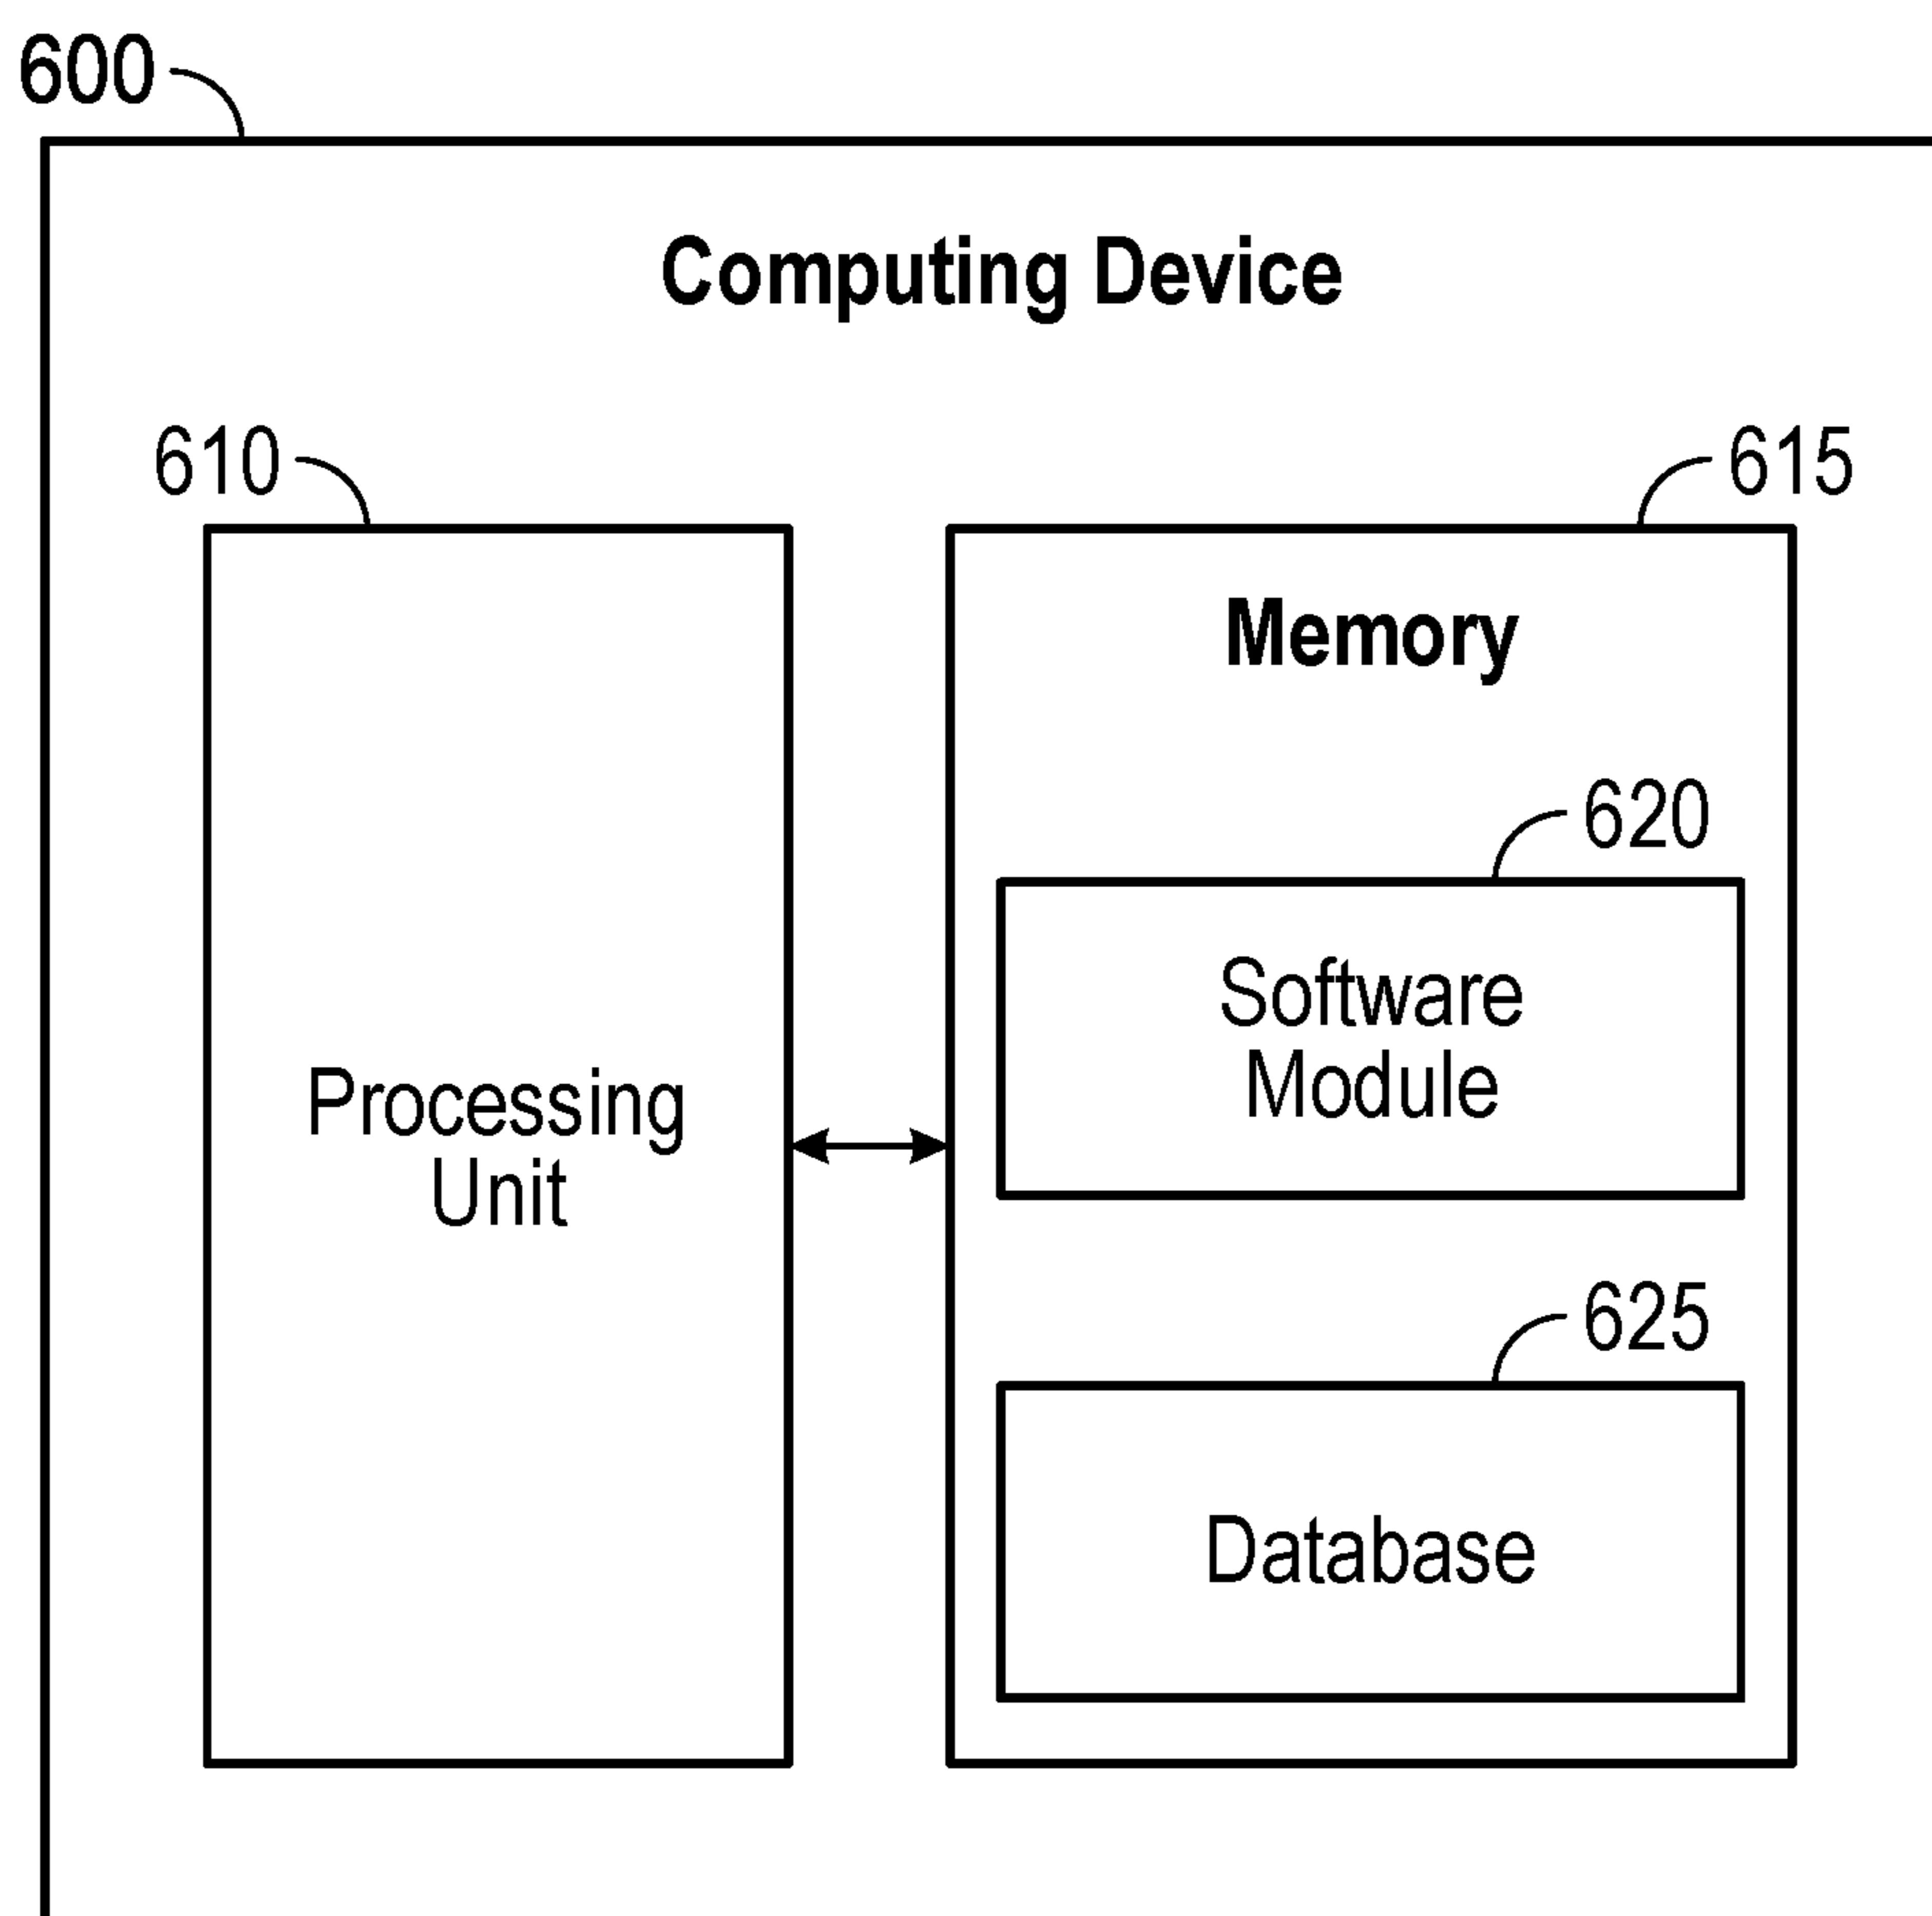 600
Computing Device
610
615
Memory
620
Software
Module
Processing
Unit
625
Database